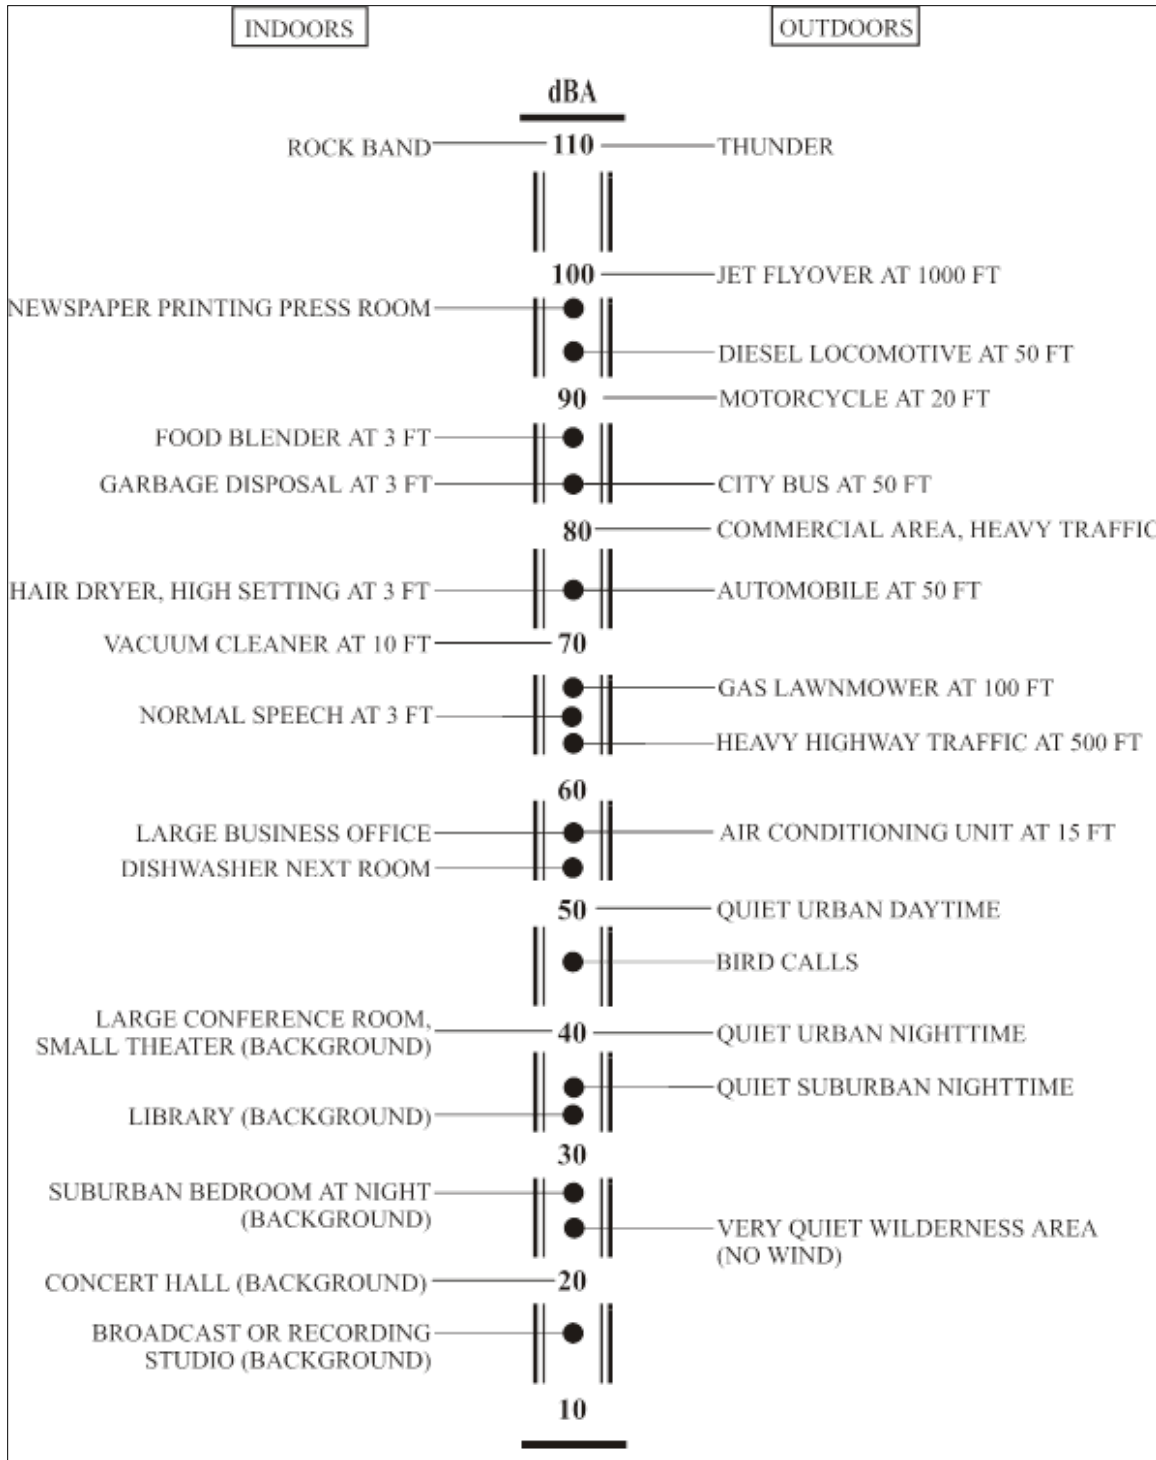 INDOORS
OUTDOORS
dBA
ROCK BAND 110 THUNDER
100 JET FLYOVER AT 1000 FT
NEWSPAPER PRINTING PRESS ROOM
DIESEL LOCOMOTIVE AT 50 FT
90 MOTORCYCLE AT 20 FT
FOOD BLENDER AT 3 FT
GARBAGE DISPOSAL AT 3 FT CITY BUS AT 50 FT
80 COMMERCIAL AREA, HEAVY TRAFFIC
HAIR DRYER, HIGH SETTING AT 3 FT AUTOMOBILE AT 50 FT
VACUUM CLEANER AT 10 FT 70
GAS LAWNMOWER AT 100 FT
NORMAL SPEECH AT 3 FT
HEAVY HIGHWAY TRAFFIC AT 500 FT
60
LARGE BUSINESS OFFICE AIR CONDITIONING UNIT AT 15 FT
DISHWASHER NEXT ROOM
50 QUIET URBAN DAYTIME
BIRD CALLS
LARGE CONFERENCE ROOM,
SMALL THEATER (BACKGROUND) 40 QUIET URBAN NIGHTTIME
QUIET SUBURBAN NIGHTTIME
LIBRARY (BACKGROUND)
30
SUBURBAN BEDROOM AT NIGHT
(BACKGROUND)
VERY QUIET WILDERNESS AREA
(NO WIND)
CONCERT HALL (BACKGROUND) 20
BROADCAST OR RECORDING
STUDIO (BACKGROUND)
10